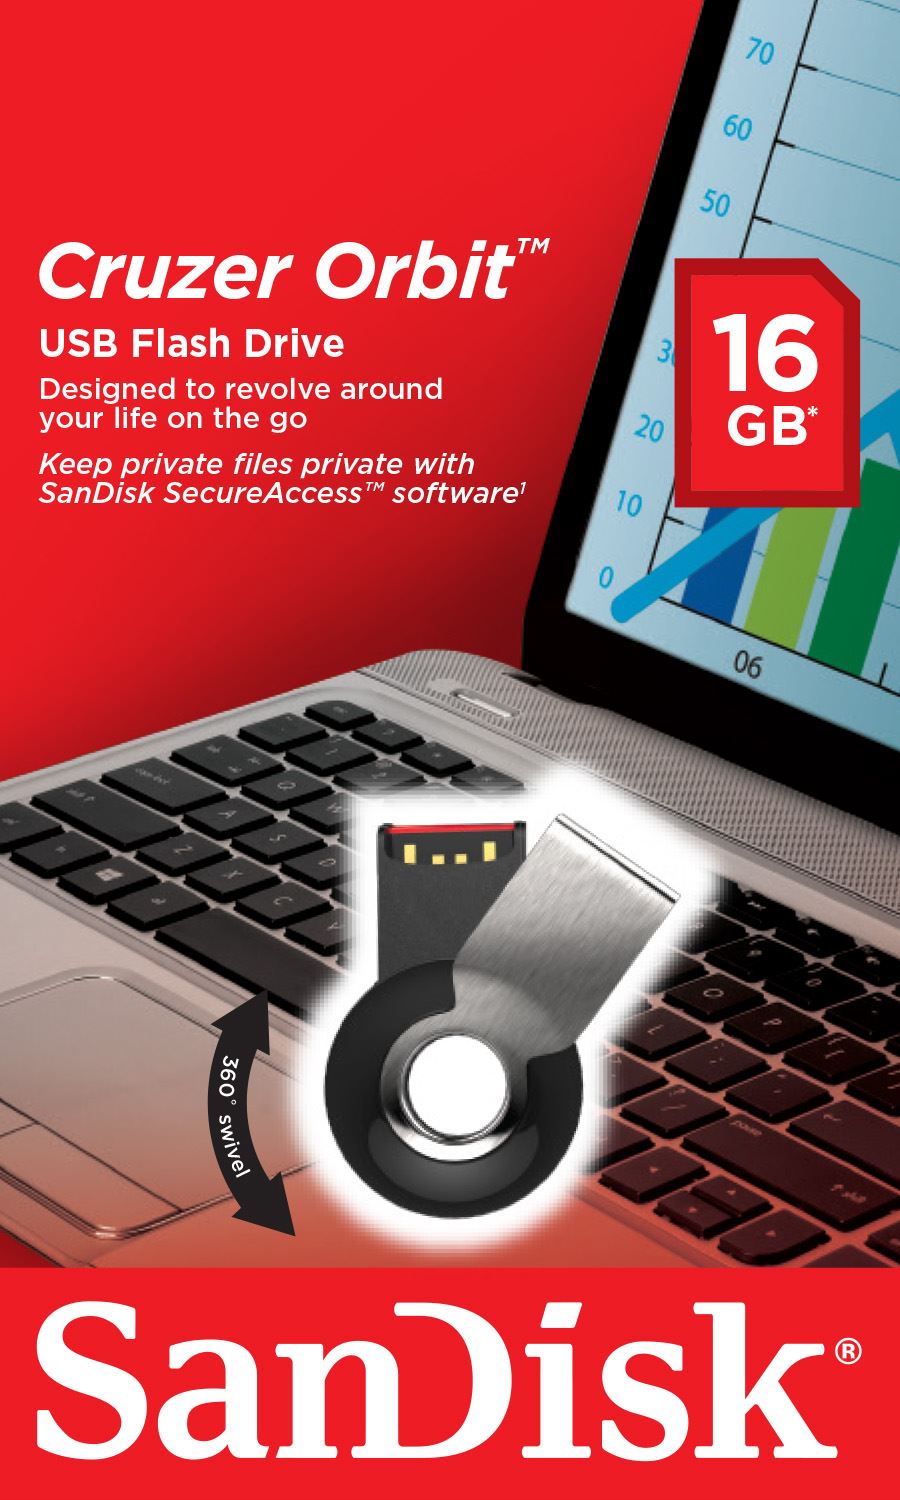 70
60
50
Cruzer Orbit™
USB Flash Drive
Designed to revolve around
your life on the go
Keep private files private with
SanDisk SecureAccess™ software¹
16
GB*
20
10
0
06
360° swivel
Q
A
S
Z
X
C
O
P
L
pause
SanDisk®